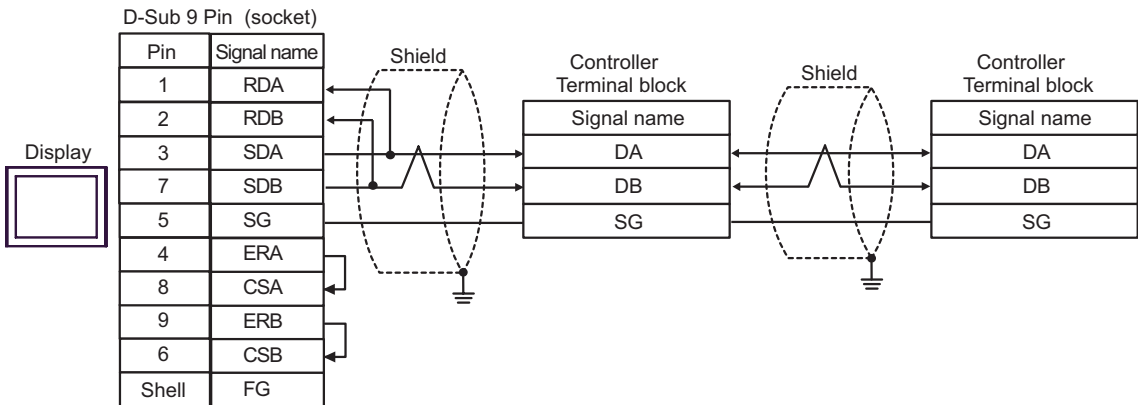 D-Sub 9 Pin (socket)
Pin Signal name
1 RDA
2 RDB
3 SDA
7 SDB
5 SG
4 ERA
8 CSA
9 ERB
6 CSB
Shell FG
Display
Shield
Controller
Terminal block
Signal name
DA
DB
SG
Shield
Controller
Terminal block
Signal name
DA
DB
SG